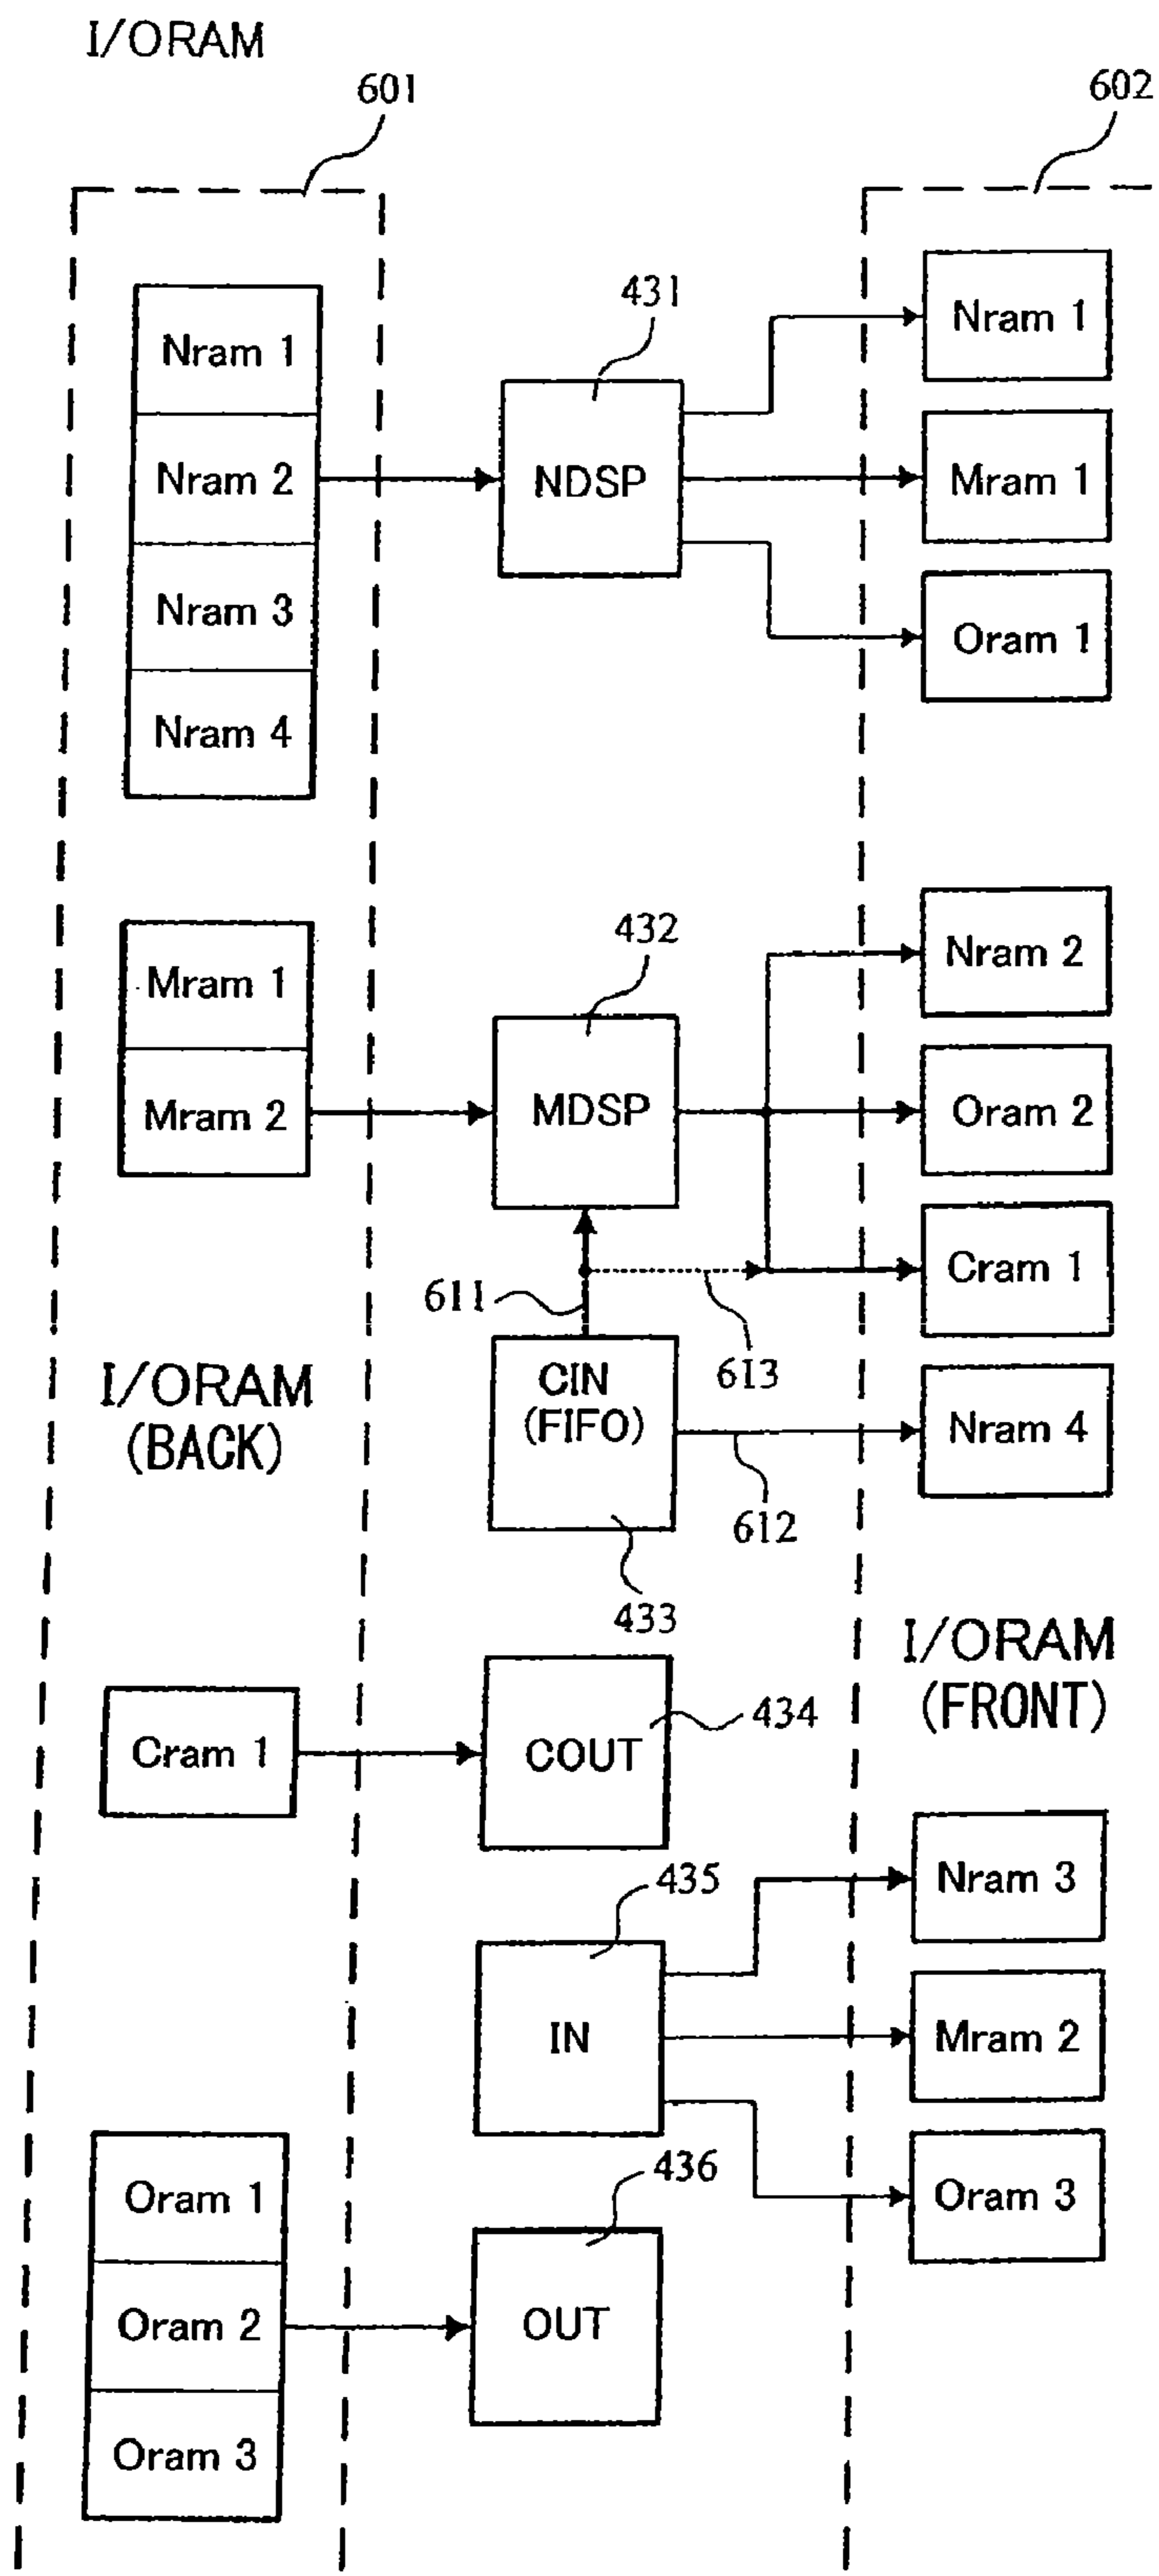 I/ORAM
601
602
Nram 1
Nram 2
Nram 3
Nram 4
431
NDSP
Nram 1
Mram 1
Oram 1
Mram 1
Mram 2
432
MDSP
Nram 2
Oram 2
Cram 1
611
613
I/ORAM
(BACK)
CIN
(FIFO)
Nram 4
612
433
I/ORAM
(FRONT)
Cram 1
434
COUT
435
IN
Nram 3
Mram 2
Oram 3
Oram 1
Oram 2
Oram 3
436
OUT